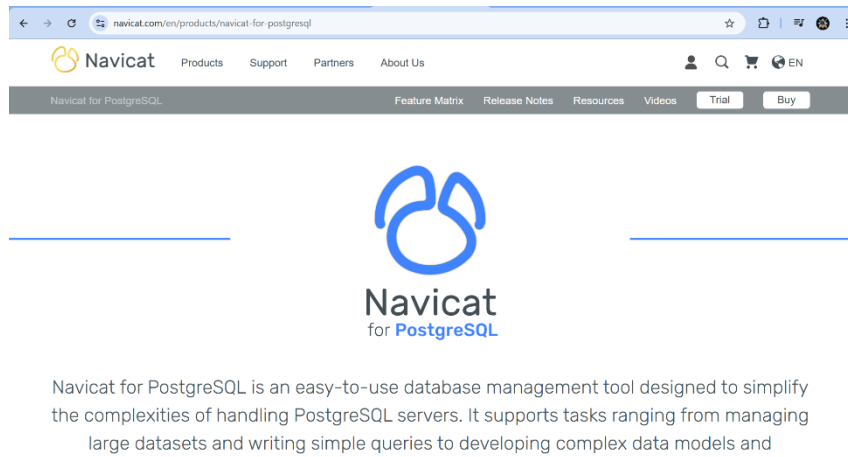 navicat.com/en/products/navicat-for-postgresql
Navicat Products Support Partners About Us EN
Navicat for PostgreSQL Feature Matrix Release Notes Resources Videos Trial Buy
Navicat
for PostgreSQL
Navicat for PostgreSQL is an easy-to-use database management tool designed to simplify
the complexities of handling PostgreSQL servers. It supports tasks ranging from managing
large datasets and writing simple queries to developing complex data models and